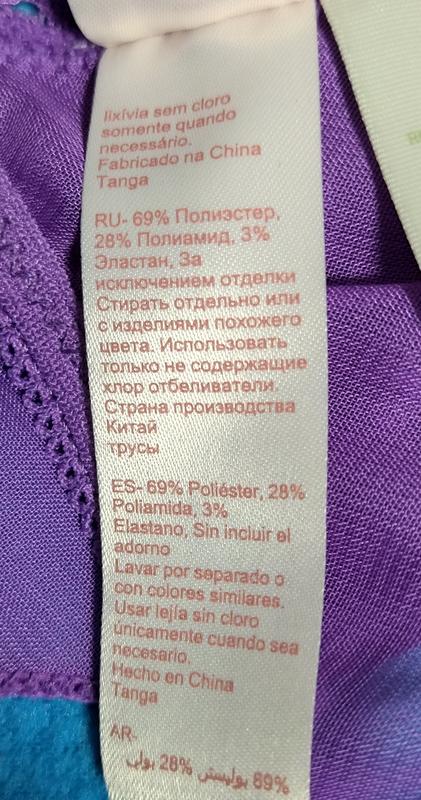 lixívia sem cloro
somente quando
necessário.
Fabricado na China
Tanga
RU- 69% Полиэстер,
28% Полиамид, 3%
Эластан, За
исключением отделки
Стирать отдельно или
с изделиями похожего
цвета. Использовать
только не содержащие
хлор отбеливатели.
Страна производства
Китай
трусы
ES- 69% Poliéster, 28%
Poliamida, 3%
Elastano, Sin incluir el
adorno
Lavar por separado o
con colores similares.
Usar lejía sin cloro
únicamente cuando sea
necesario.
Hecho en China
Tanga
AR-
69% بوليستر 28%